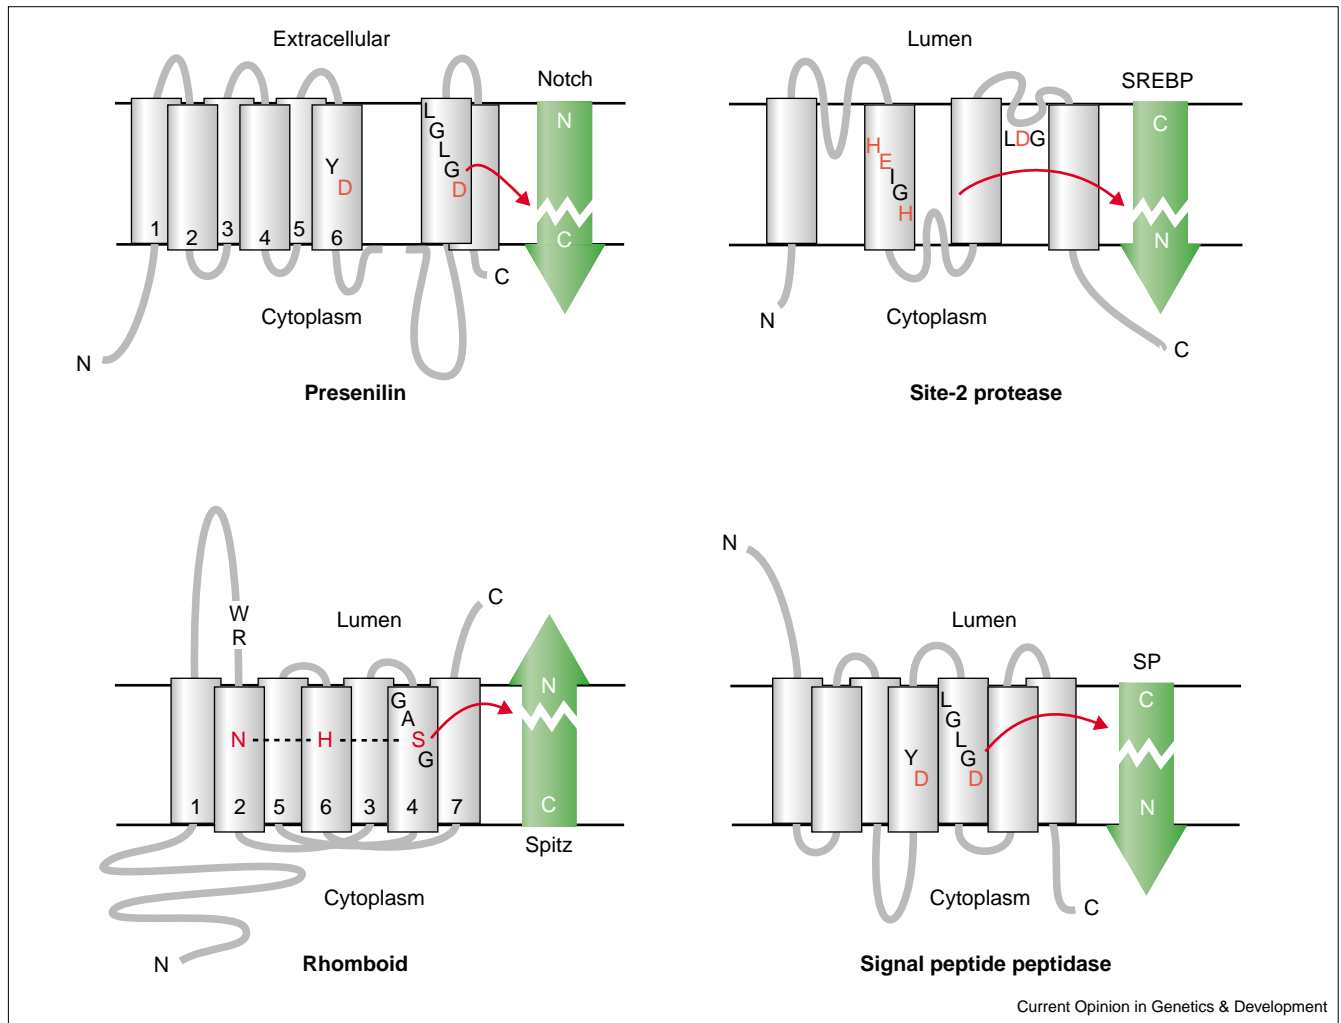 Extracellular
Notch
N
L
G
L
G
D
Y
D
1
2
3
4
5
6
C
C
Cytoplasm
N
Presenilin
Lumen
SREBP
C
H
E
I
G
H
LDG
N
N
Cytoplasm
C
Site-2 protease
W
R
Lumen
C
G
A
S
G
N
H
N
1
2
5
6
3
4
7
C
Spitz
Cytoplasm
N
Rhomboid
N
Lumen
SP
C
L
G
L
G
D
Y
D
N
Cytoplasm
C
Signal peptide peptidase
Current Opinion in Genetics & Development